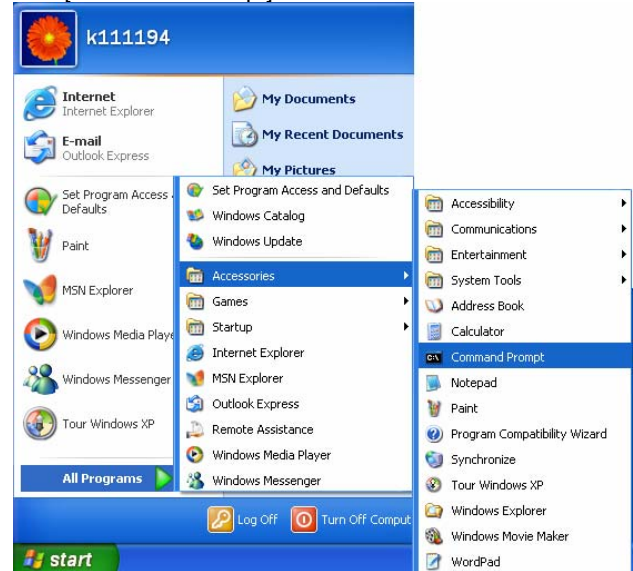 k111194
Internet
Internet Explorer
E-mail
Outlook Express
Set Program Access
Defaults
Paint
MSN Explorer
Windows Media Playe
Windows Messenger
Tour Windows XP
All Programs
My Documents
My Recent Documents
My Pictures
Set Program Access and Defaults
Windows Catalog
Windows Update
Accessories
Games
Startup
Internet Explorer
MSN Explorer
Outlook Express
Remote Assistance
Windows Media Player
Windows Messenger
Accessibility
Communications
Entertainment
System Tools
Address Book
Calculator
C:\ Command Prompt
Notepad
Paint
Program Compatibility Wizard
Synchronize
Tour Windows XP
Windows Explorer
Windows Movie Maker
WordPad
Log Off
Turn Off Comput
start